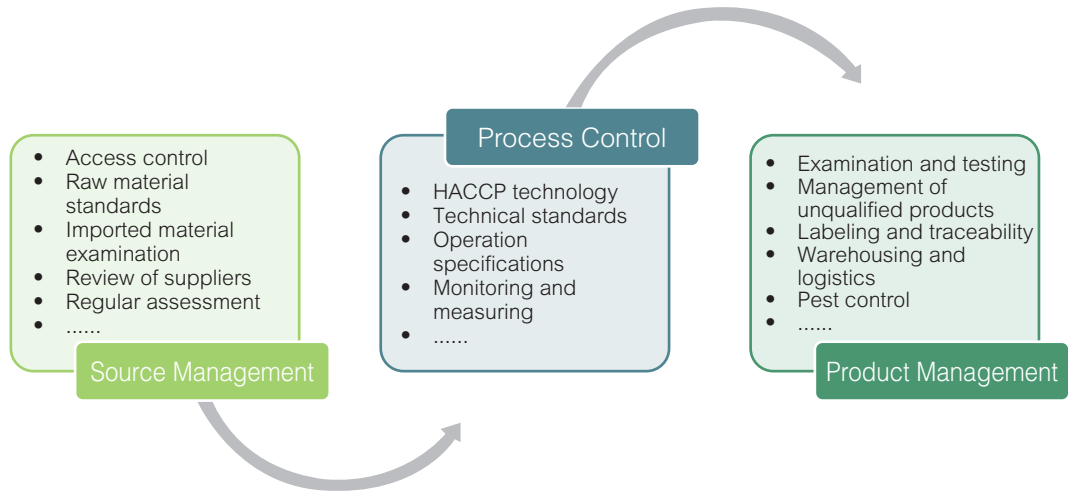 • Access control
• Raw material
standards
• Imported material
examination
• Review of suppliers
• Regular assessment
• ......
Source Management
Process Control
• HACCP technology
• Technical standards
• Operation
specifications
• Monitoring and
measuring
• ......
• Examination and testing
• Management of
unqualified products
• Labeling and traceability
• Warehousing and
logistics
• Pest control
• ......
Product Management